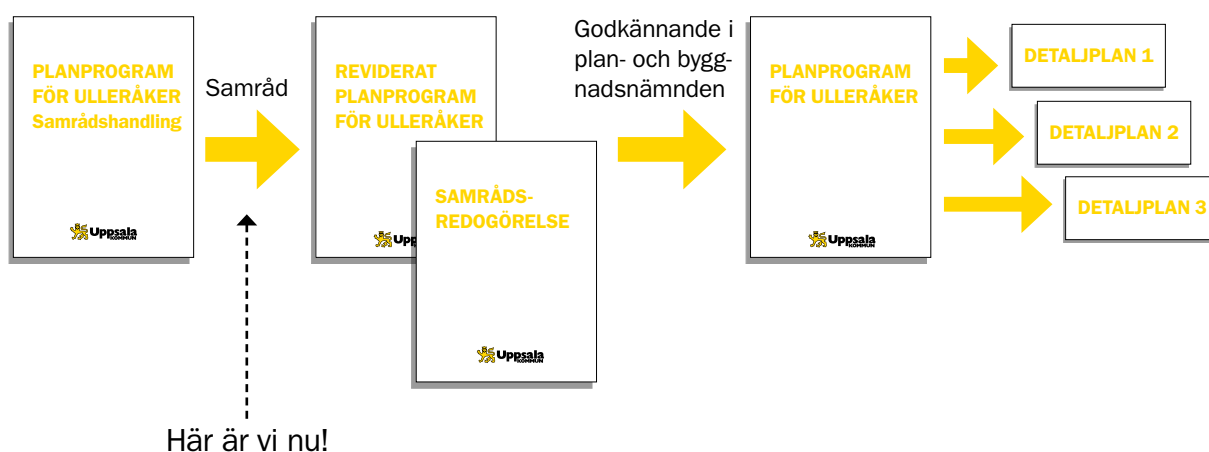 PLANPROGRAM
FÖR ULLERÅKER
Samrådshandling
Uppsala
KOMMUN
Samråd
REVIDERAT
PLANPROGRAM
FÖR ULLERÅKER
Upp
SAMRÅDS-
REDOGÖRELSE
Uppsala
KOMMUN
Godkännande i
plan- och bygg-
nadsnämnden
PLANPROGRAM
FÖR ULLERÅKER
Uppsala
KOMMUN
DETALJPLAN 1
DETALJPLAN 2
DETALJPLAN 3
Här är vi nu!